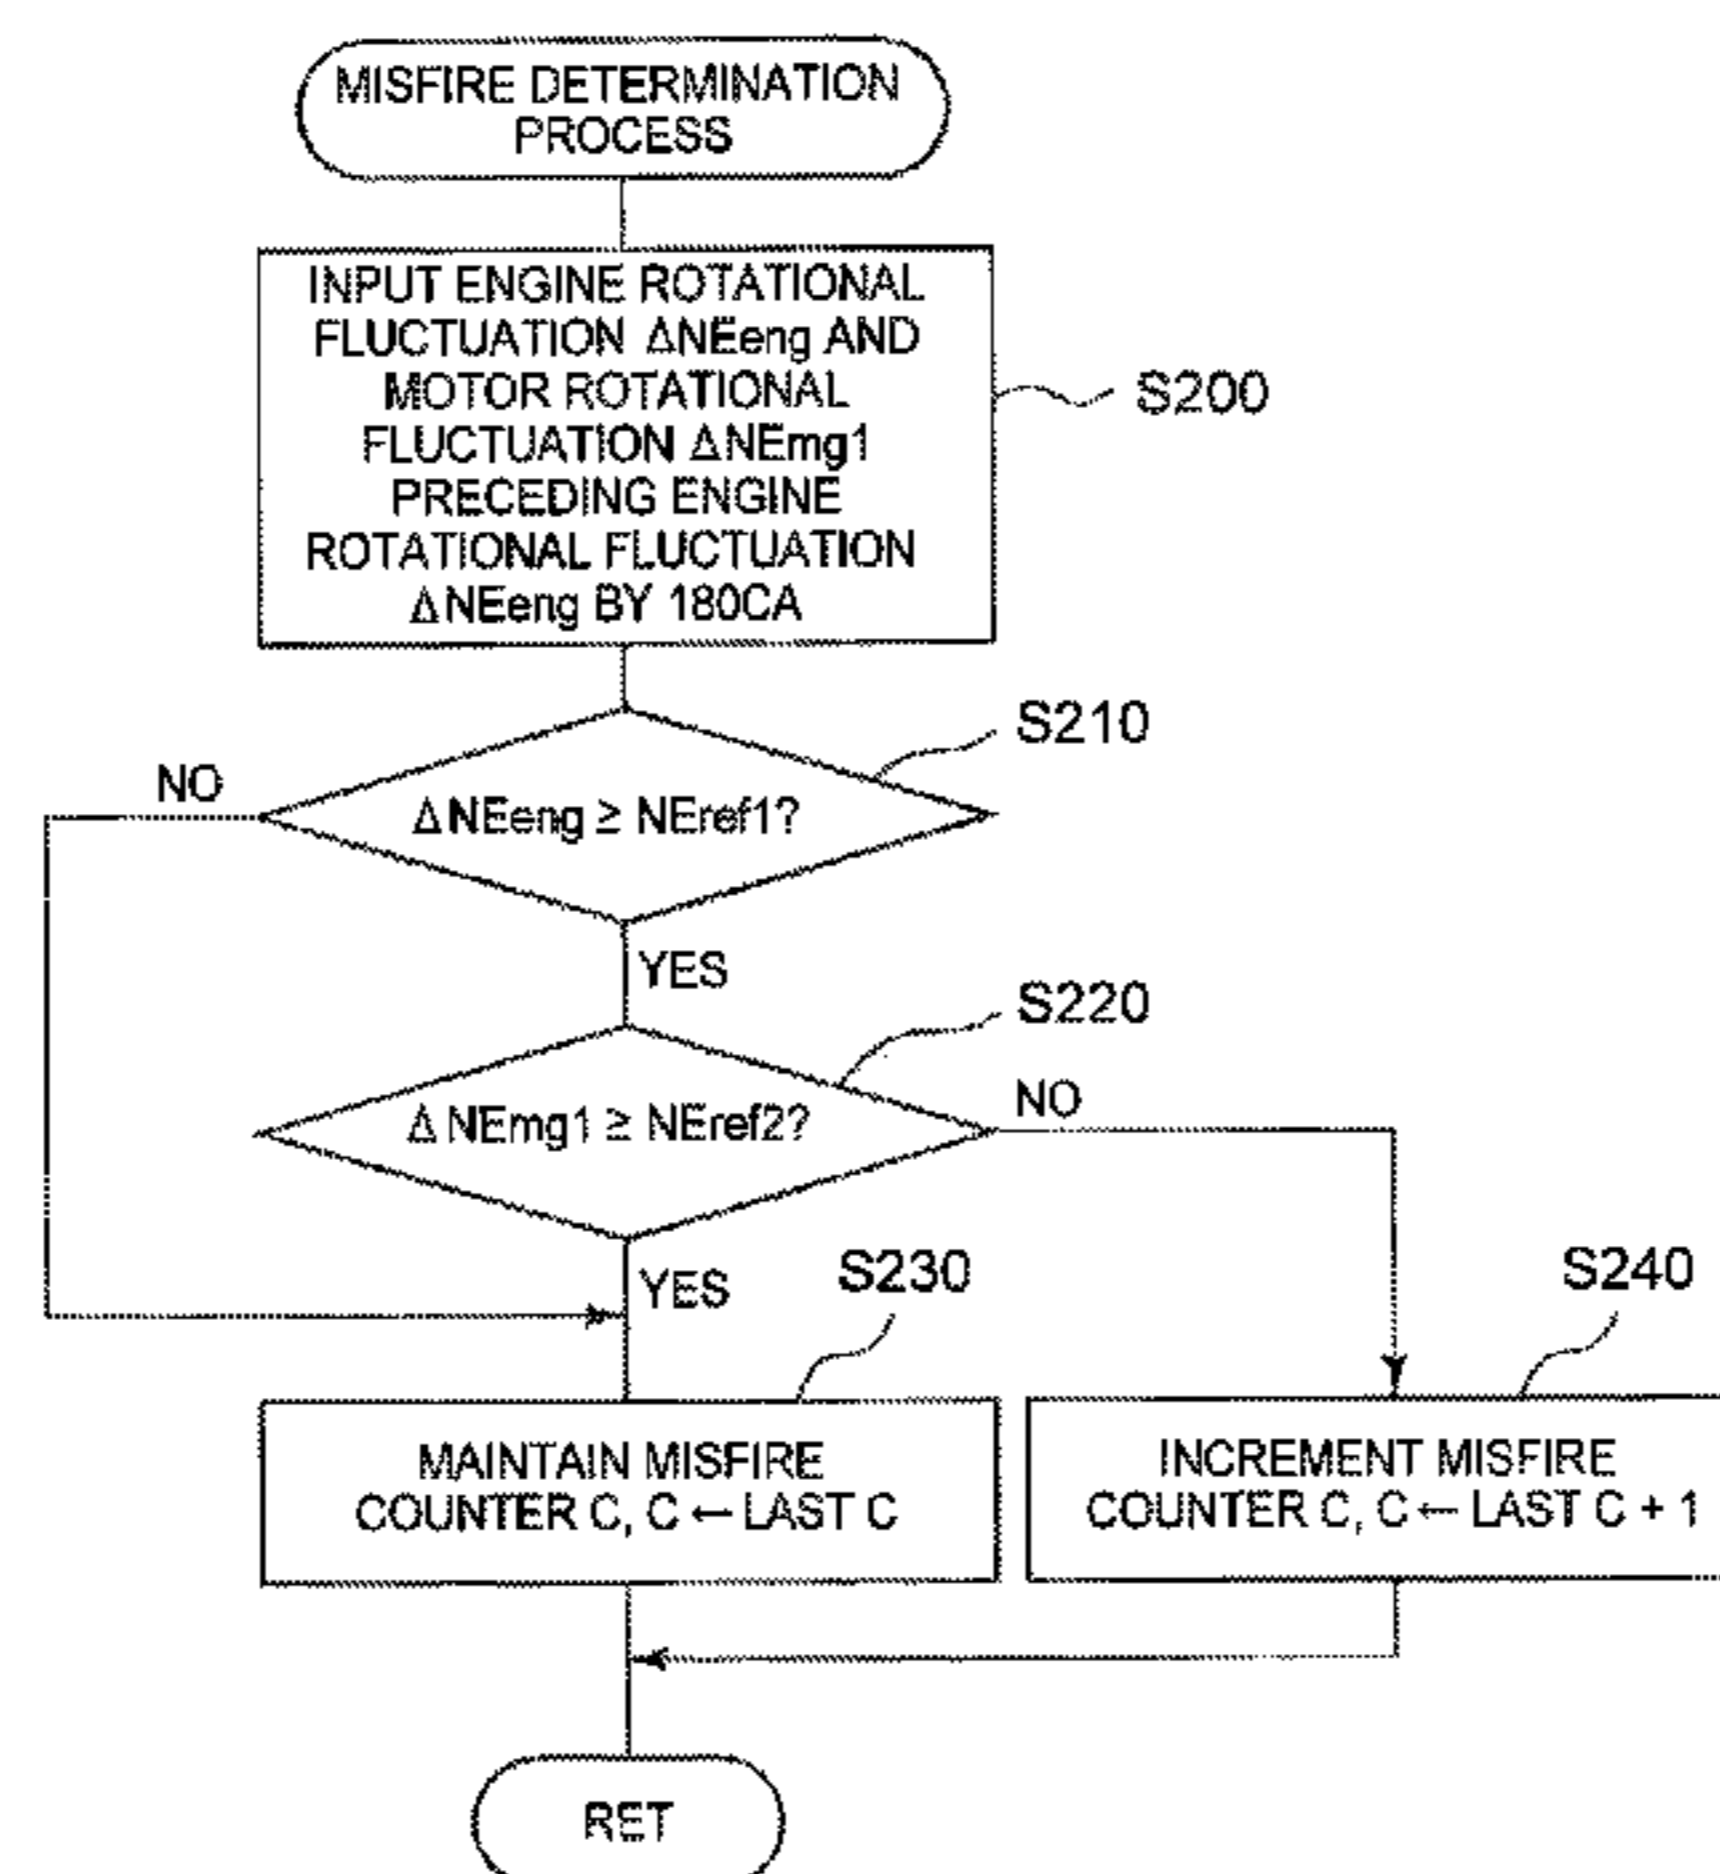 MISFIRE DETERMINATION
PROCESS
INPUT ENGINE ROTATIONAL
FLUCTUATION ΔNEeng AND
MOTOR ROTATIONAL
FLUCTUATION ΔNEmg1
PRECEDING ENGINE
ROTATIONAL FLUCTUATION
ΔNEeng BY 180CA
S200
S210
NO
ΔNEeng ≥ NEref1?
YES
S220
ΔNEmg1 ≥ NEref2?
NO
YES
S230
S240
MAINTAIN MISFIRE
COUNTER C, C ← LAST C
INCREMENT MISFIRE
COUNTER C, C ← LAST C + 1
RET